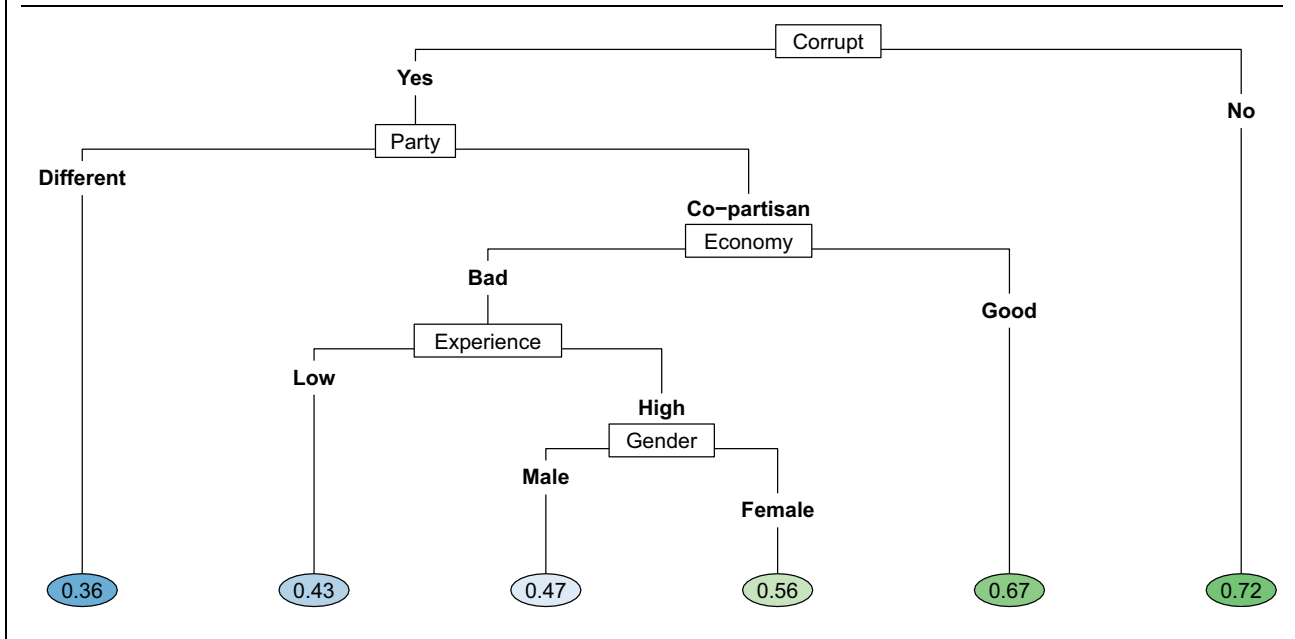 Corrupt
Yes
No
Party
Different
Co−partisan
Economy
Bad
Good
Experience
Low
High
Gender
Male
Female
0.36 0.43 0.47 0.56 0.67 0.72